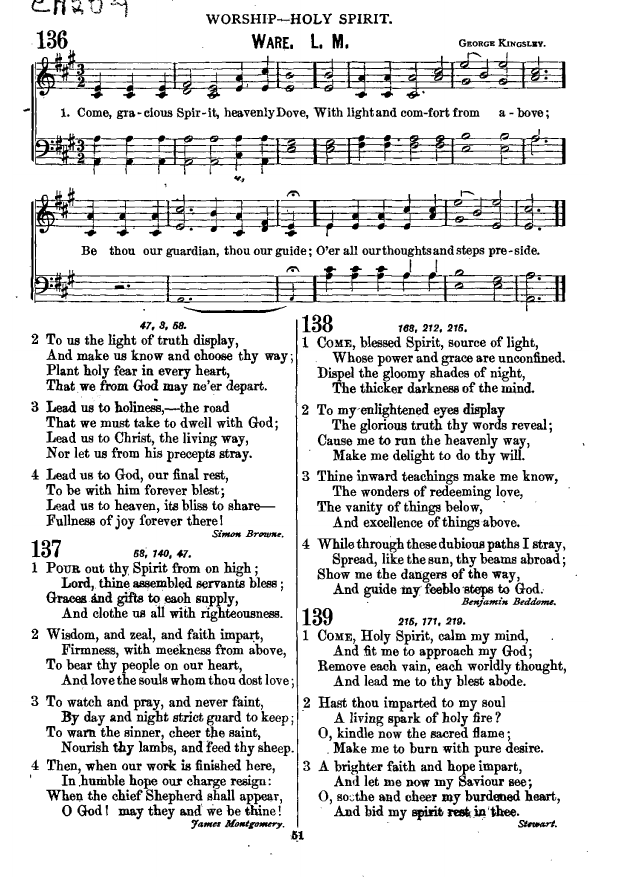 WORSHIP—HOLY SPIRIT.
136
WARE. L. M.
GEORGE KINGSLEY.
1. Come, gra-cious Spir-it, heavenly Dove, With light and com-fort from a-bove;
Be thou our guardian, thou our guide; O'er all our thoughts and steps pre-side.
47, 3, 58.
2 To us the light of truth display,
And make us know and choose thy way;
Plant holy fear in every heart,
That we from God may ne'er depart.
3 Lead us to holiness,—the road
That we must take to dwell with God;
Lead us to Christ, the living way,
Nor let us from his precepts stray.
4 Lead us to God, our final rest,
To be with him forever blest;
Lead us to heaven, its bliss to share—
Fullness of joy forever there!
Simon Browne.
137
58, 140, 47.
1 POUR out thy Spirit from on high;
Lord, thine assembled servants bless;
Graces and gifts to each supply,
And clothe us all with righteousness.
2 Wisdom, and zeal, and faith impart,
Firmness, with meekness from above,
To bear thy people on our heart,
And love the souls whom thou dost love;
3 To watch and pray, and never faint,
By day and night strict guard to keep;
To warn the sinner, cheer the saint,
Nourish thy lambs, and feed thy sheep.
4 Then, when our work is finished here,
In humble hope our charge resign:
When the chief Shepherd shall appear,
O God! may they and we be thine!
James Montgomery.
138
168, 212, 215.
1 COME, blessed Spirit, source of light,
Whose power and grace are unconfined.
Dispel the gloomy shades of night,
The thicker darkness of the mind.
2 To my enlightened eyes display
The glorious truth thy words reveal;
Cause me to run the heavenly way,
Make me delight to do thy will.
3 Thine inward teachings make me know,
The wonders of redeeming love,
The vanity of things below,
And excellence of things above.
4 While through these dubious paths I stray,
Spread, like the sun, thy beams abroad;
Show me the dangers of the way,
And guide my feeble steps to God.
Benjamin Beddome.
139
215, 171, 219.
1 COME, Holy Spirit, calm my mind,
And fit me to approach my God;
Remove each vain, each worldly thought,
And lead me to thy blest abode.
2 Hast thou imparted to my soul
A living spark of holy fire?
O, kindle now the sacred flame;
Make me to burn with pure desire.
3 A brighter faith and hope impart,
And let me now my Saviour see;
O, soothe and cheer my burdened heart,
And bid my spirit rest in thee.
Stewart.
51